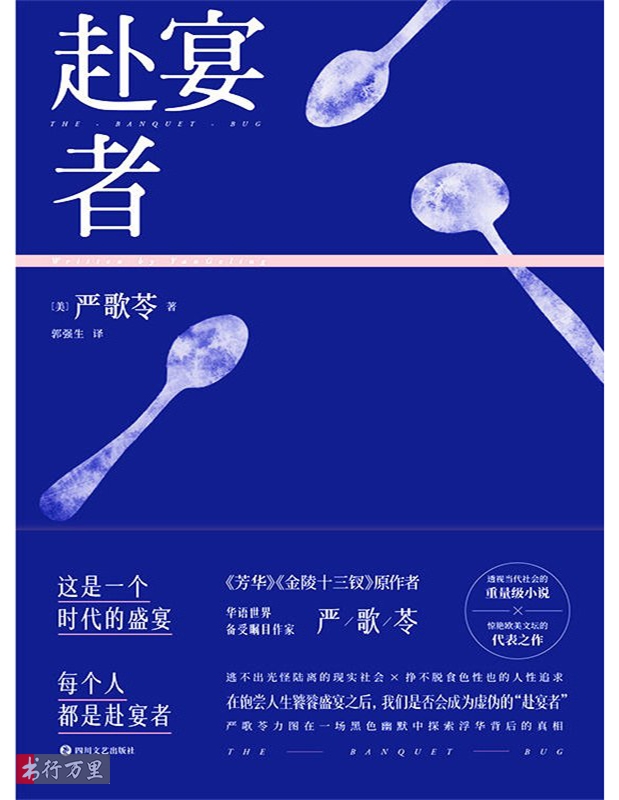 赴宴
THE - BANQUET - BUG
者
Written by YanGeling
[美]严歌苓 著
郭强生 译
这是一个
时代的盛宴
《芳华》《金陵十三钗》原作者
华语世界
备受瞩目作家
严/歌/苓
透视当代社会的
重量级小说
×
惊艳欧美文坛的
代表之作
每个人
都是赴宴者
逃不出光怪陆离的现实社会 × 挣不脱食色性也的人性追求
在饱尝人生饕餮盛宴之后，我们是否会成为虚伪的“赴宴者”
严歌苓力图在一场黑色幽默中探索浮华背后的真相
四川文艺出版社
THE — BANQUET — BUG
书行万里